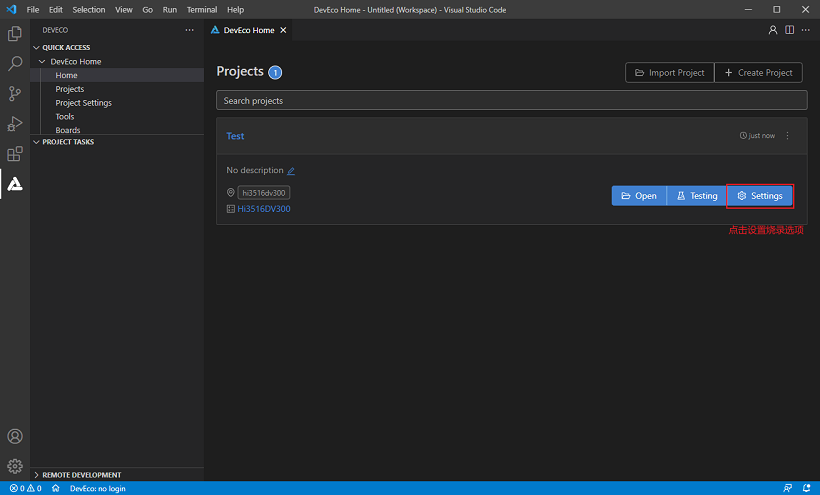 File Edit Selection View Go Run Terminal Help DevEco Home - Untitled (Workspace) - Visual Studio Code
DEVECO
DevEco Home
QUICK ACCESS
DevEco Home
Home
Projects
Project Settings
Tools
Boards
PROJECT TASKS
Projects 1
Import Project
Create Project
Search projects
Test
just now
No description
hi3516dv300
Hi3516DV300
Open
Testing
Settings
点击设置烧录选项
REMOTE DEVELOPMENT
0 0 DevEco: no login